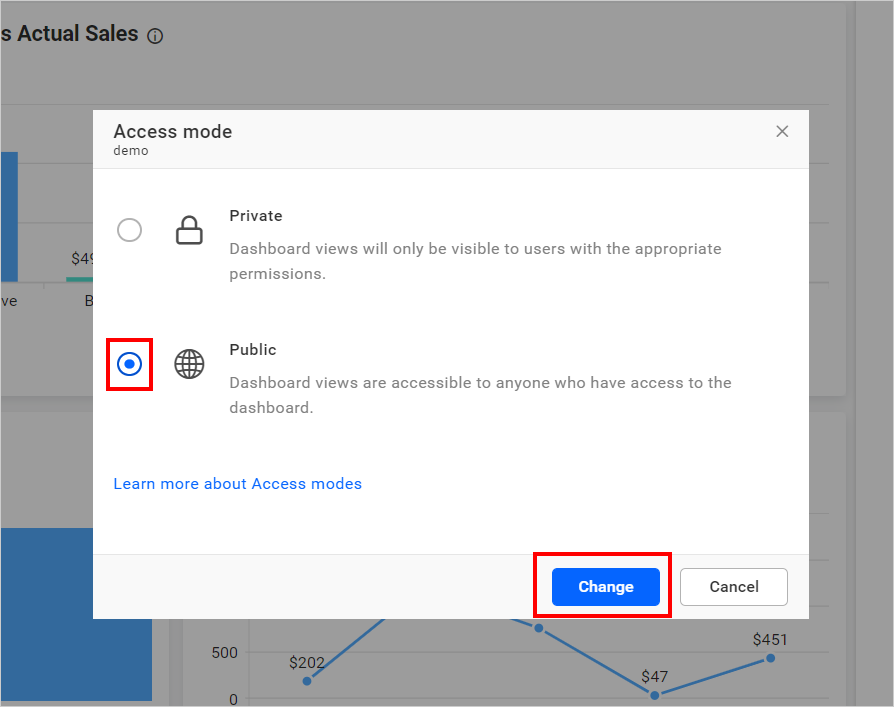 s Actual Sales
Access mode
demo
Private
Dashboard views will only be visible to users with the appropriate
permissions.
$49
ve
B
Public
Dashboard views are accessible to anyone who have access to the
dashboard.
Learn more about Access modes
Change
Cancel
500
$202
$47
$451
0